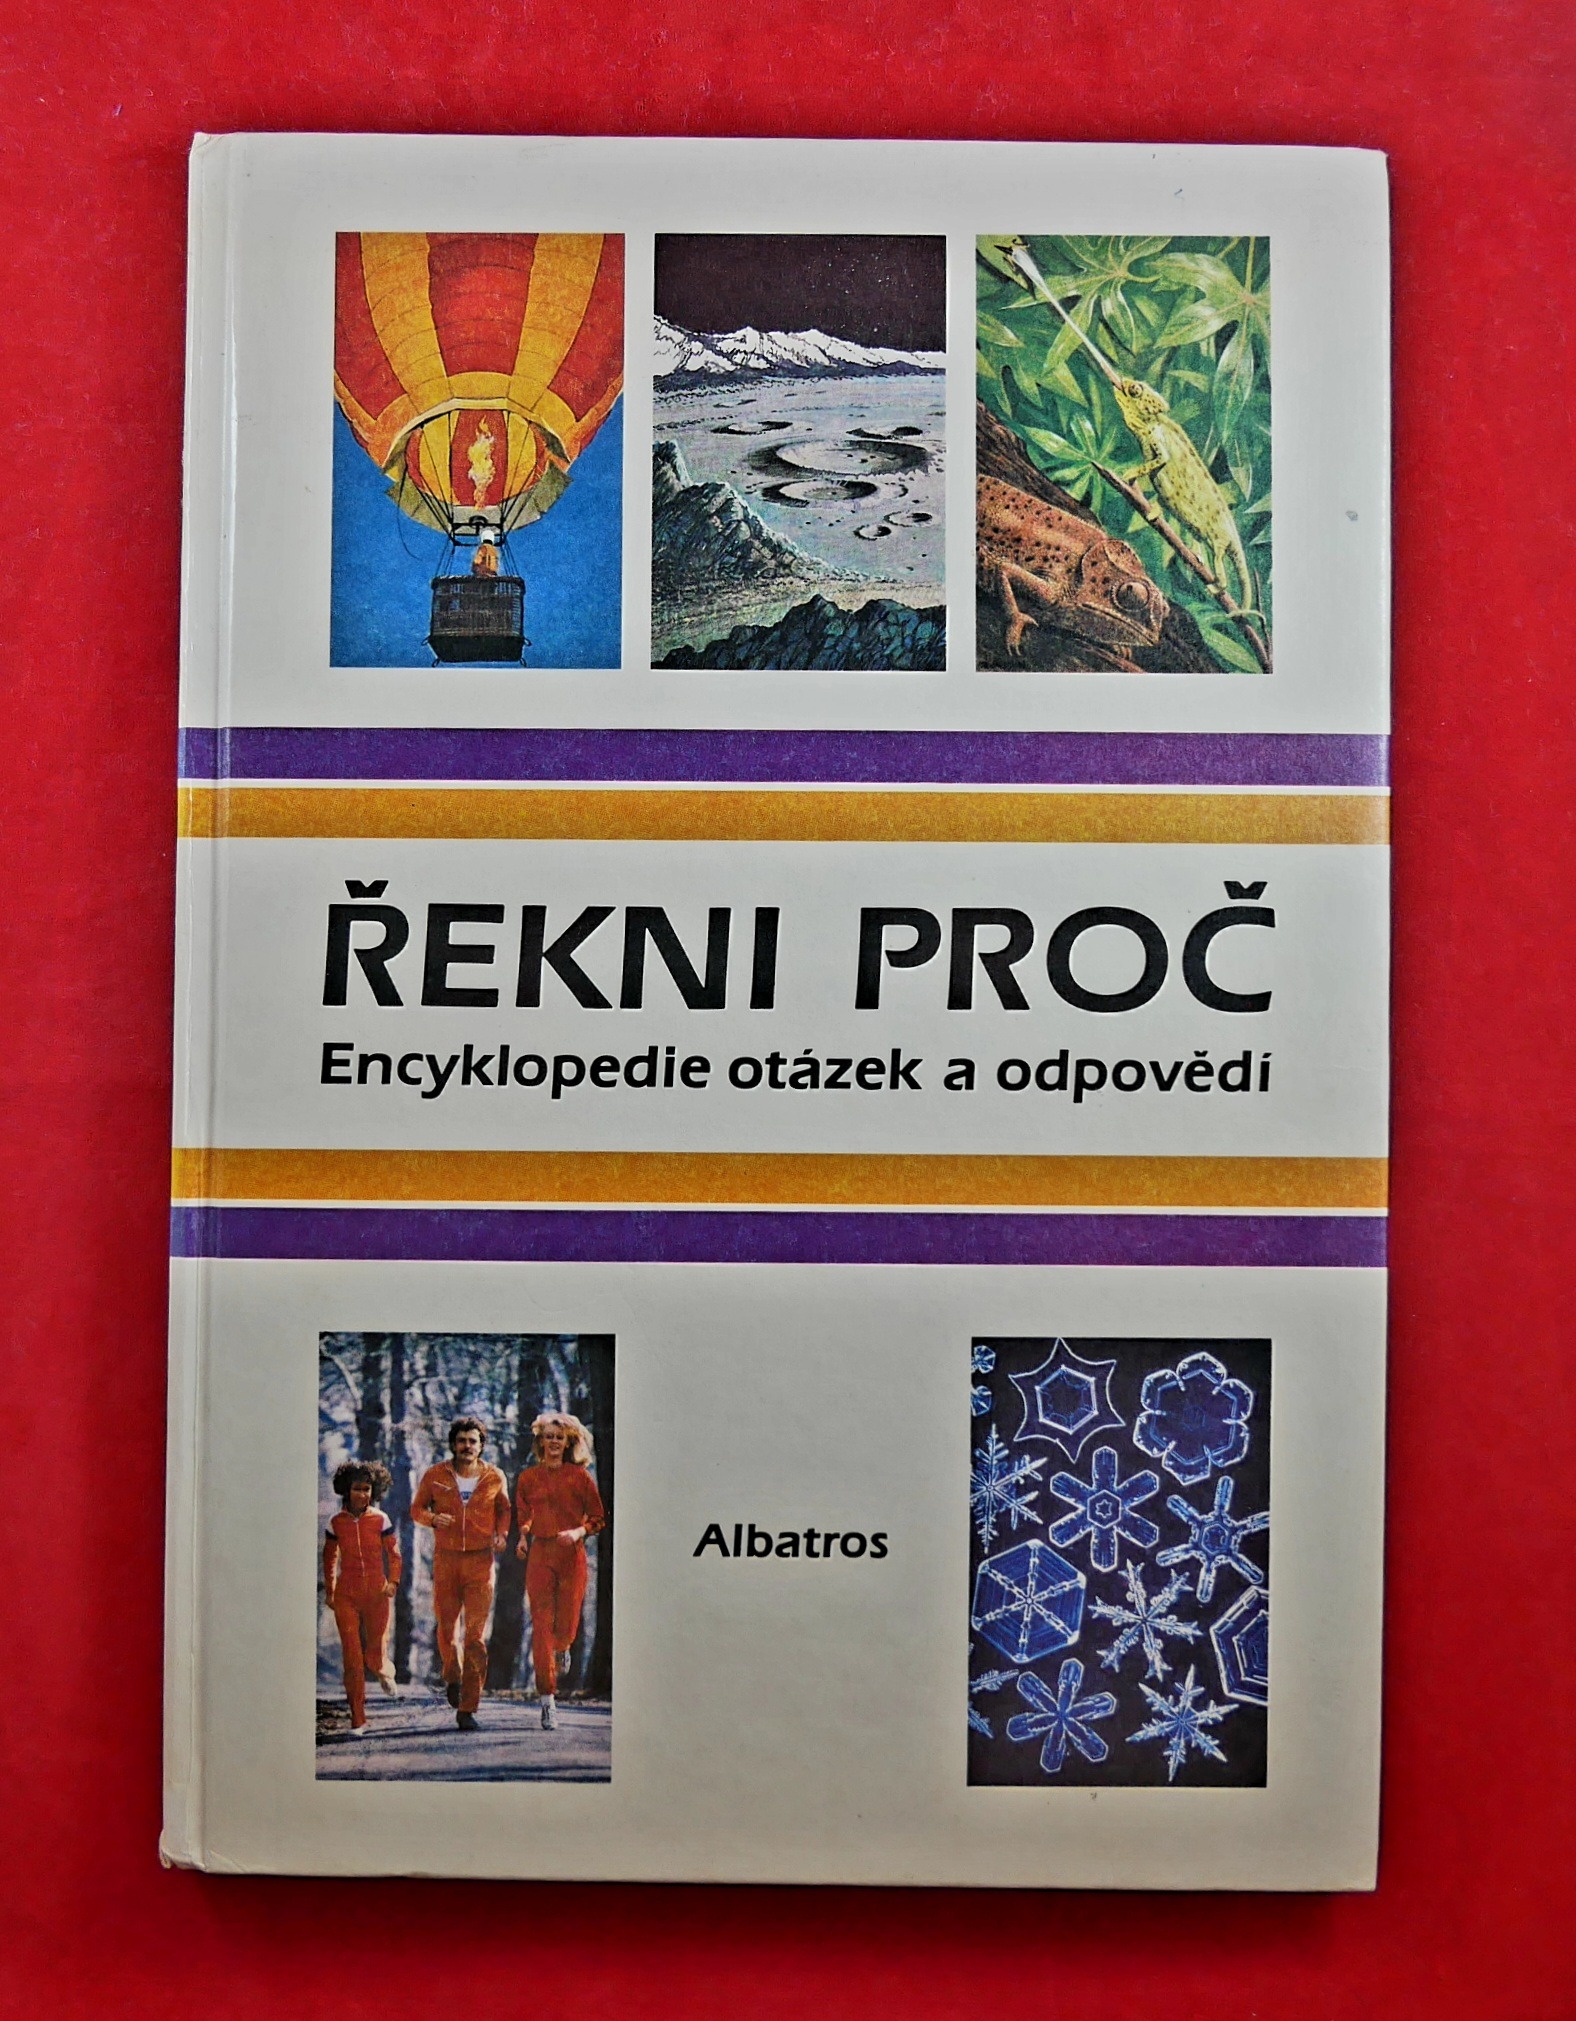 ŘEKNI PROČ
Encyklopedie otázek a odpovědí
Albatros